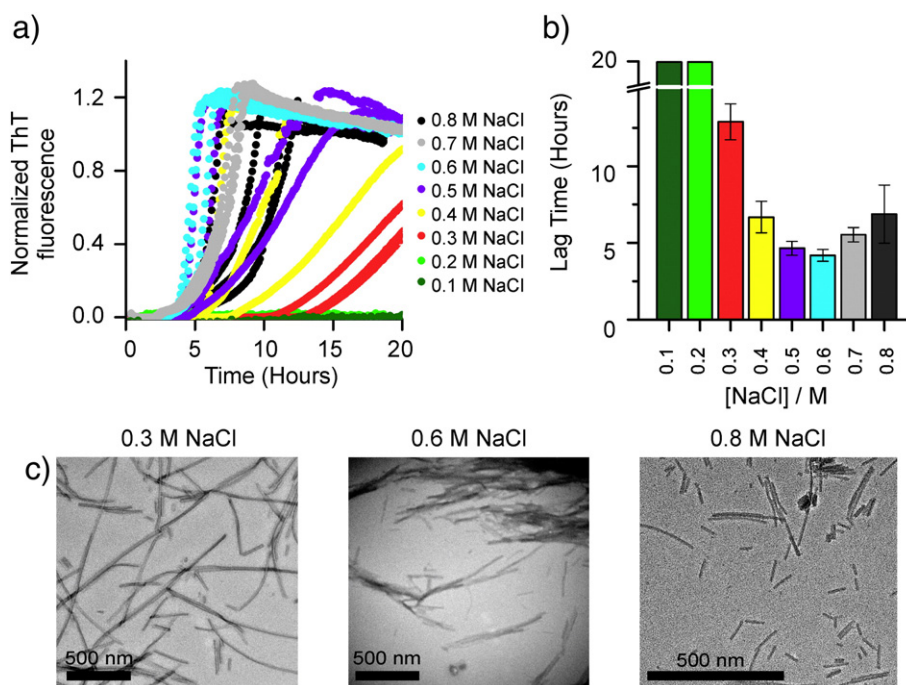 a)
Normalized ThT
fluorescence
1.2
0.8
0.4
0.0
0
5
10
15
20
Time (Hours)
0.8 M NaCl
0.7 M NaCl
0.6 M NaCl
0.5 M NaCl
0.4 M NaCl
0.3 M NaCl
0.2 M NaCl
0.1 M NaCl
b)
Lag Time (Hours)
20
10
5
0
0.1
0.2
0.3
0.4
0.5
0.6
0.7
0.8
[NaCl] / M
c)
0.3 M NaCl
0.6 M NaCl
0.8 M NaCl
500 nm
500 nm
500 nm